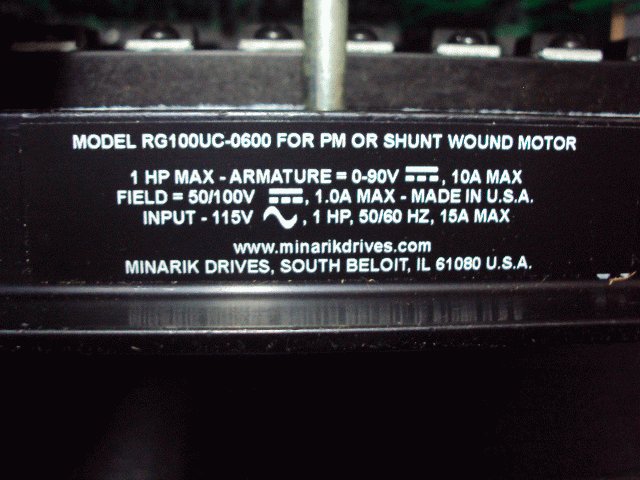 MODEL RG100UC-0600 FOR PM OR SHUNT WOUND MOTOR
1 HP MAX - ARMATURE = 0-90V ⎓, 10A MAX
FIELD = 50/100V ⎓, 1.0A MAX - MADE IN U.S.A.
INPUT - 115V ∿, 1 HP, 50/60 HZ, 15A MAX
www.minarikdrives.com
MINARIK DRIVES, SOUTH BELOIT, IL 61080 U.S.A.